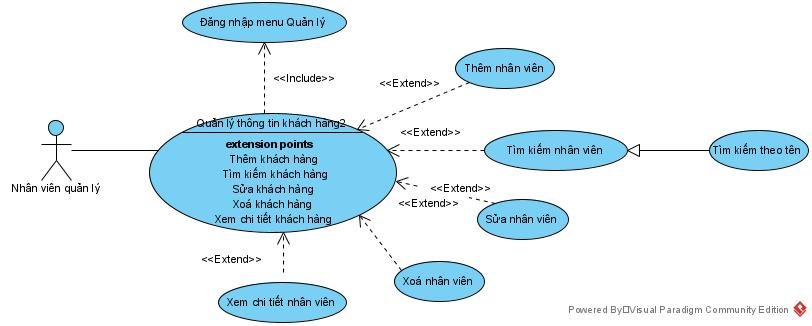 Đăng nhập menu Quản lý
<<Include>>
Thêm nhân viên
<<Extend>>
Quản lý thông tin khách hàng2
extension points
Thêm khách hàng
Tìm kiếm khách hàng
Sửa khách hàng
Xoá khách hàng
Xem chi tiết khách hàng
<<Extend>>
Tìm kiếm nhân viên
Tìm kiếm theo tên
Nhân viên quản lý
<<Extend>>
<<Extend>>
Sửa nhân viên
<<Extend>>
Xoá nhân viên
Xem chi tiết nhân viên
Powered By Visual Paradigm Community Edition